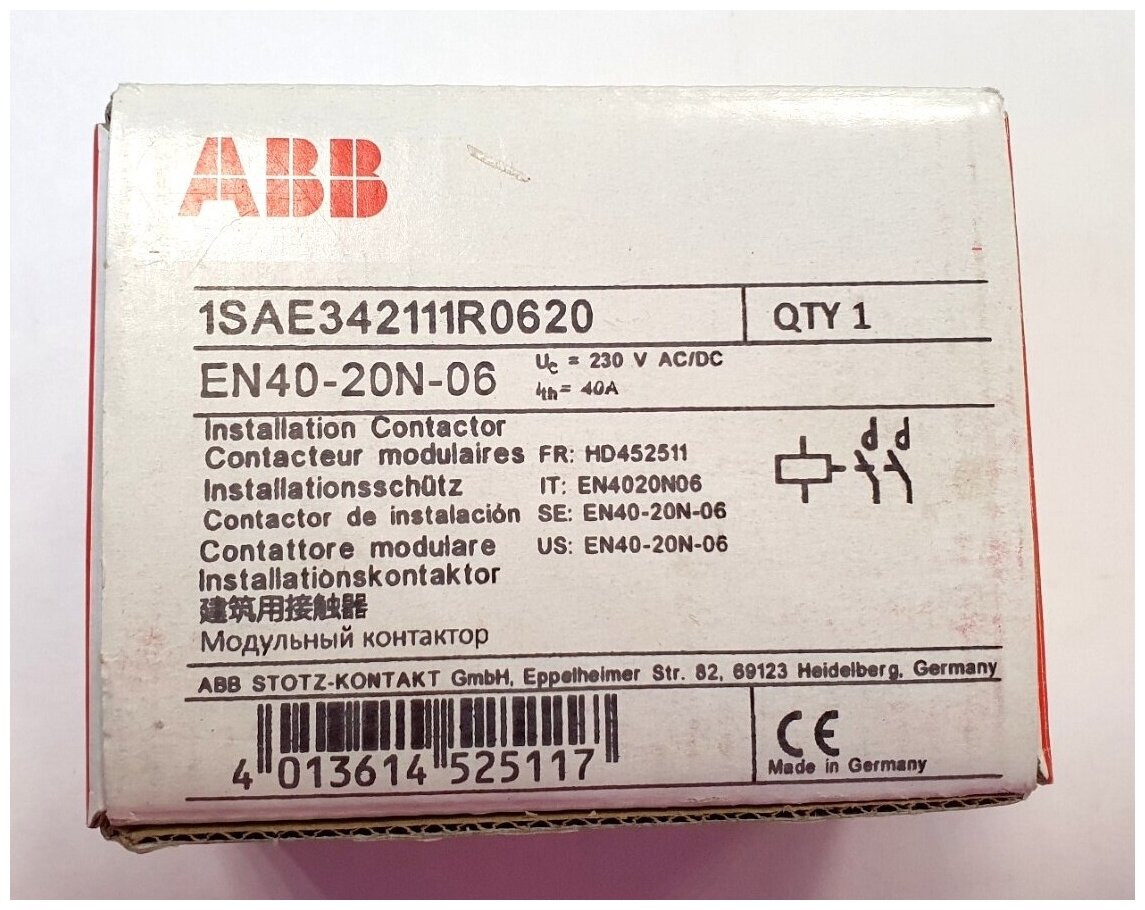 ABB
1SAE342111R0620 QTY 1
EN40-20N-06 Uc = 230 V AC/DC
Ith = 40A
Installation Contactor
Contacteur modulaires FR: HD452511
Installationsschütz IT: EN4020N06
Contactor de instalación SE: EN40-20N-06
Contattore modulare US: EN40-20N-06
Installationskontaktor
建筑用接触器
Модульный контактор
ABB STOTZ-KONTAKT GmbH, Eppelheimer Str. 82, 69123 Heidelberg, Germany
CE
4 013614 525117 Made in Germany